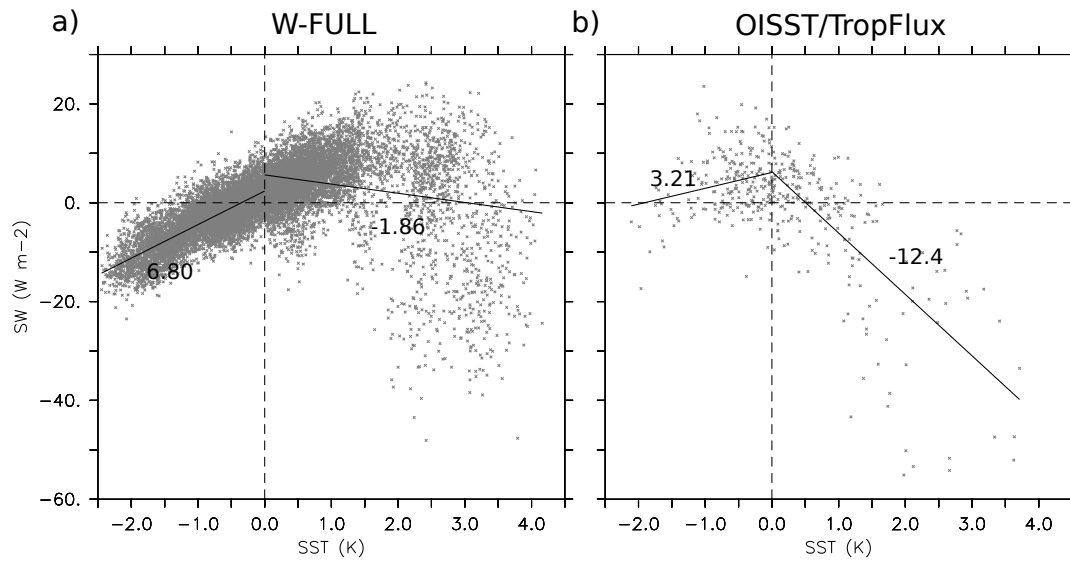 a) W-FULL
b) OISST/TropFlux
20.
0.
−20.
−40.
−60.
SW (W m−2)
6.80
-1.86
−2.0 −1.0 0.0 1.0 2.0 3.0 4.0
SST (K)
3.21
-12.4
−2.0 −1.0 0.0 1.0 2.0 3.0 4.0
SST (K)